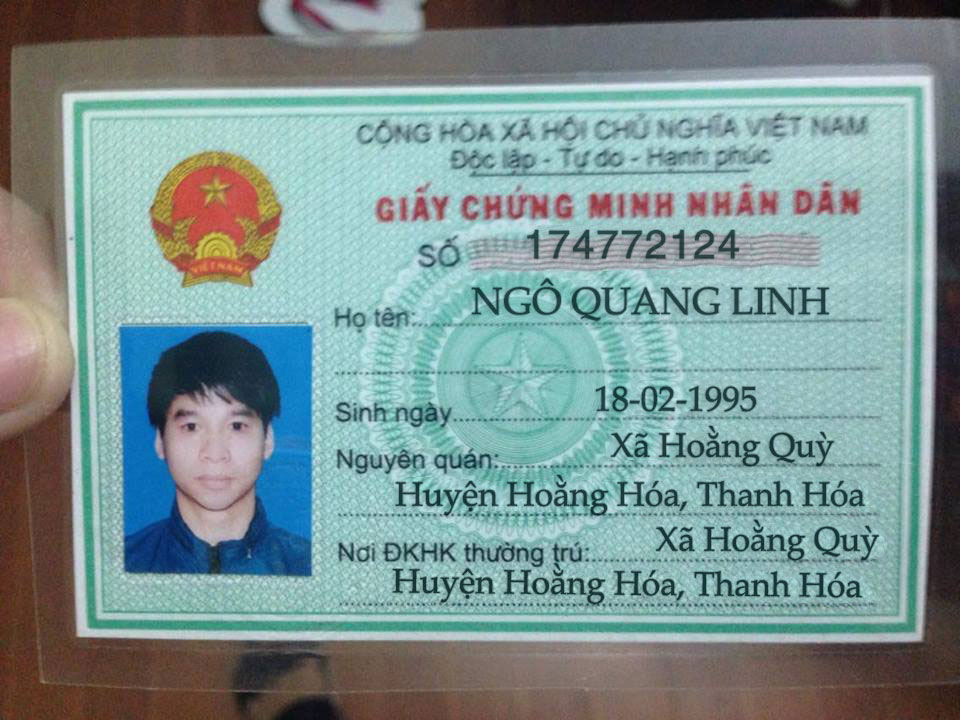 CỘNG HÒA XÃ HỘI CHỦ NGHĨA VIỆT NAM
Độc lập - Tự do - Hạnh phúc
GIẤY CHỨNG MINH NHÂN DÂN
SỐ 174772124
VIỆT NAM
Họ tên: NGÔ QUANG LINH
Sinh ngày 18-02-1995
Nguyên quán: Xã Hoằng Quỳ
Huyện Hoằng Hóa, Thanh Hóa
Nơi ĐKHK thường trú: Xã Hoằng Quỳ
Huyện Hoằng Hóa, Thanh Hóa